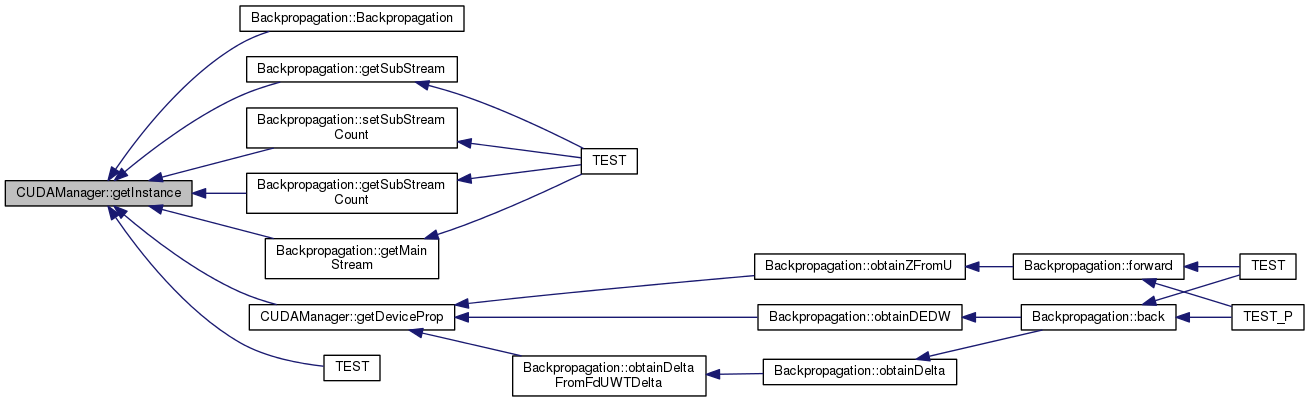 Backpropagation::Backpropagation
Backpropagation::getSubStream
Backpropagation::setSubStream
Count
TEST
CUDAManager::getInstance
Backpropagation::getSubStream
Count
Backpropagation::getMain
Stream
Backpropagation::obtainZFromU
Backpropagation::forward
TEST
CUDAManager::getDeviceProp
Backpropagation::obtainDEDW
Backpropagation::back
TEST_P
TEST
Backpropagation::obtainDelta
FromFdUWTDelta
Backpropagation::obtainDelta